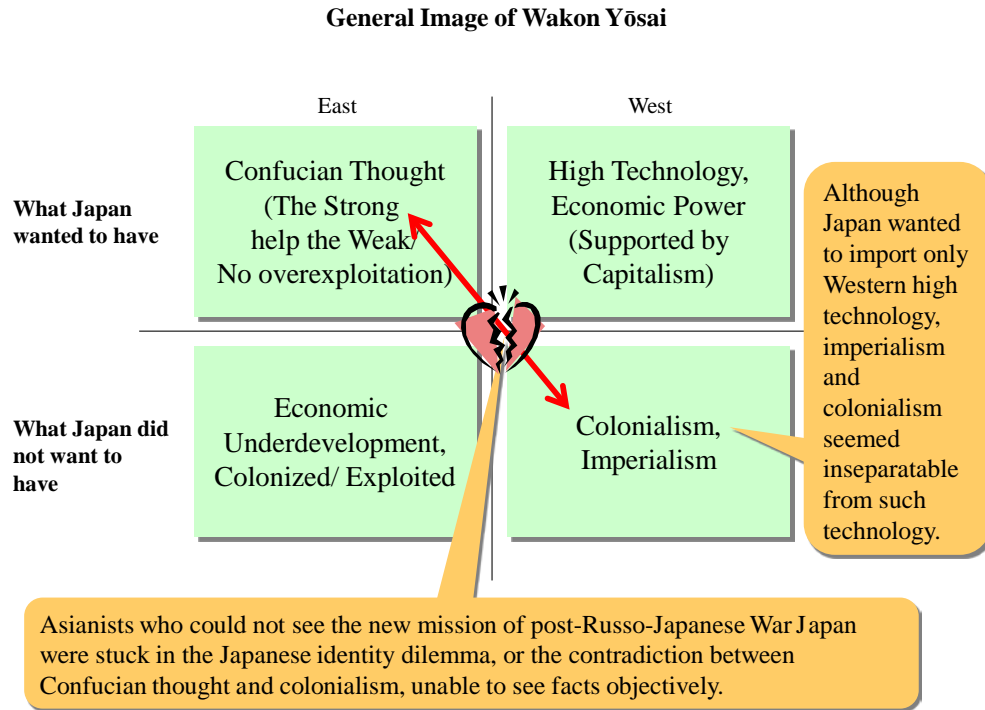 General Image of Wakon Yōsai
East
West
What Japan
wanted to have
Confucian Thought
(The Strong
help the Weak/
No overexploitation)
High Technology,
Economic Power
(Supported by
Capitalism)
Although
Japan wanted
to import only
Western high
technology,
imperialism
and
colonialism
seemed
inseparatable
from such
technology.
What Japan did
not want to
have
Economic
Underdevelopment,
Colonized/ Exploited
Colonialism,
Imperialism
Asianists who could not see the new mission of post-Russo-Japanese War Japan
were stuck in the Japanese identity dilemma, or the contradiction between
Confucian thought and colonialism, unable to see facts objectively.